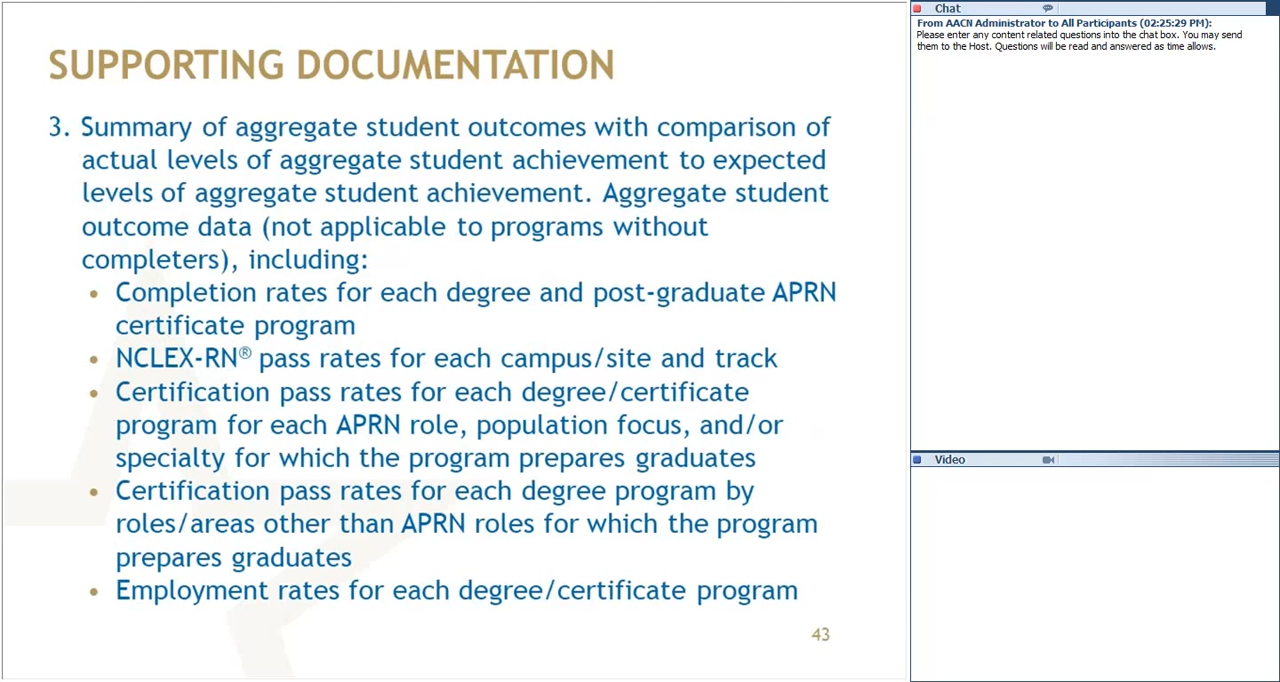 SUPPORTING DOCUMENTATION
3. Summary of aggregate student outcomes with comparison of
actual levels of aggregate student achievement to expected
levels of aggregate student achievement. Aggregate student
outcome data (not applicable to programs without
completers), including:
• Completion rates for each degree and post-graduate APRN
certificate program
• NCLEX-RN® pass rates for each campus/site and track
• Certification pass rates for each degree/certificate
program for each APRN role, population focus, and/or
specialty for which the program prepares graduates
• Certification pass rates for each degree program by
roles/areas other than APRN roles for which the program
prepares graduates
• Employment rates for each degree/certificate program
43
Chat
From AACN Administrator to All Participants (02:25:29 PM):
Please enter any content related questions into the chat box. You may send
them to the Host. Questions will be read and answered as time allows.
Video